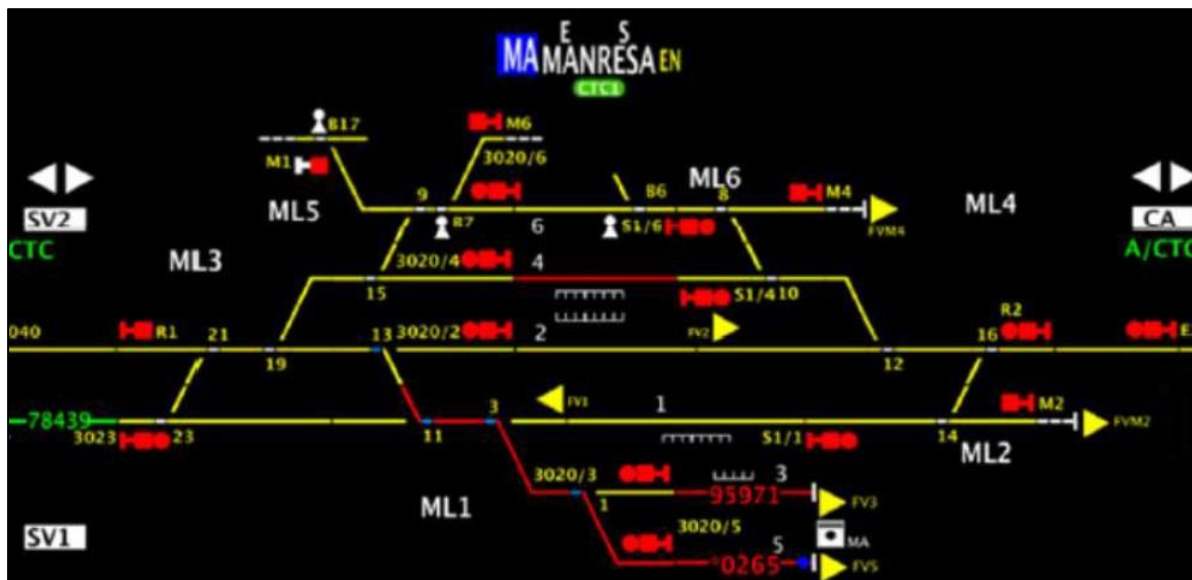 E S
MA MANRESA EN
CTC1
B17
M6
M1
3020/6
9
B6
ML6
8
M4
ML5
ML4
SV2
R7
6
S1/6
FVM4
CA
CTC
ML3
3020/4
4
A/CTC
15
S1/4
10
R2
040
R1
21
13
3020/2
2
FV2
16
E
19
12
3
FV1
1
M2
78439
3023
23
11
S1/1
14
FVM2
ML2
3020/3
3
ML1
1
95971
FV3
3020/5
SV1
5
MA
0265
FV5